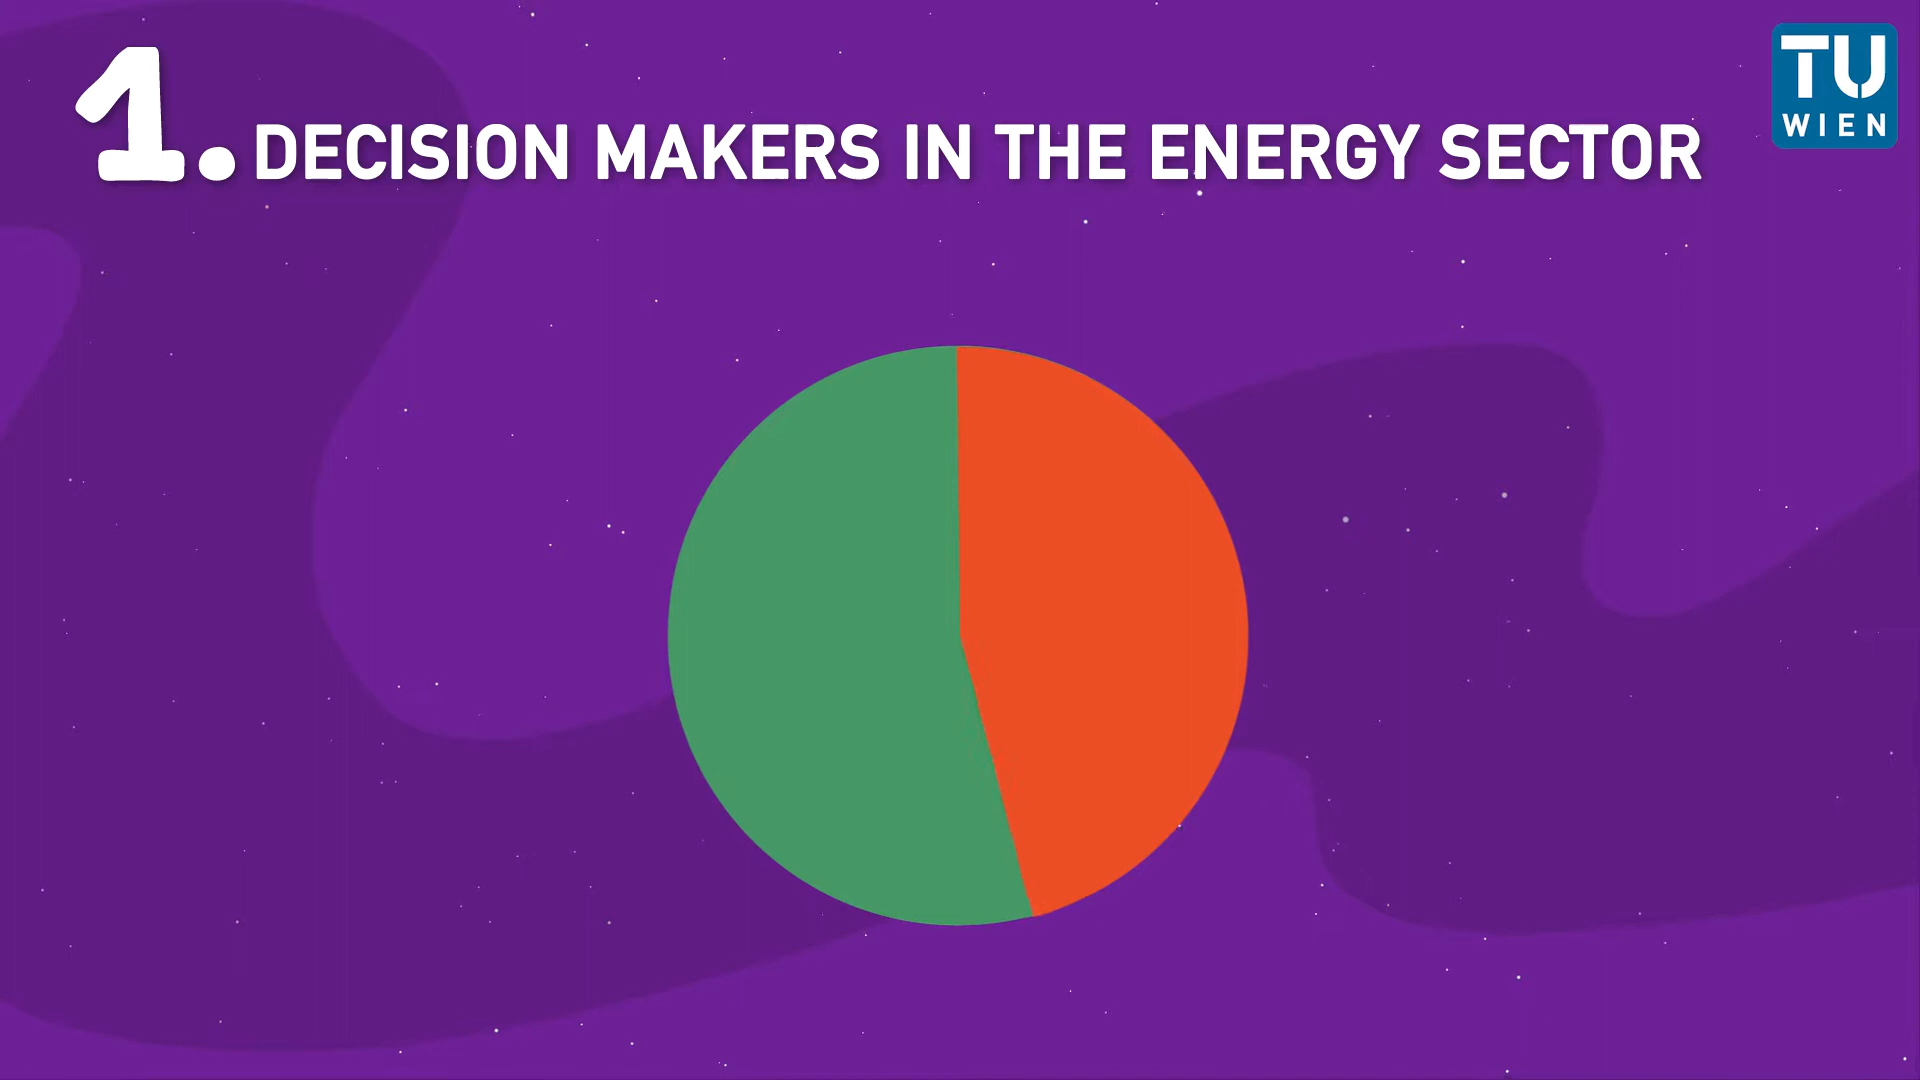 1. DECISION MAKERS IN THE ENERGY SECTOR
TU
WIEN